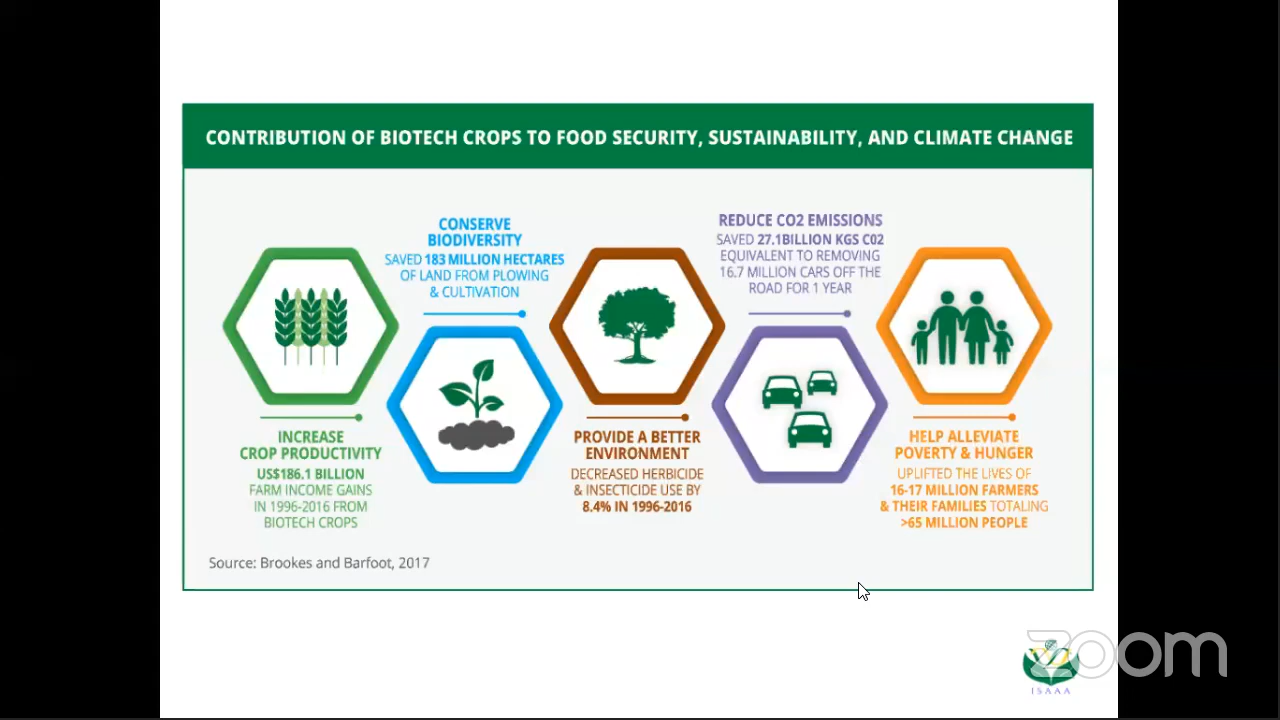 CONTRIBUTION OF BIOTECH CROPS TO FOOD SECURITY, SUSTAINABILITY, AND CLIMATE CHANGE
INCREASE
CROP PRODUCTIVITY
US$186.1 BILLION
FARM INCOME GAINS
IN 1996-2016 FROM
BIOTECH CROPS
CONSERVE
BIODIVERSITY
SAVED 183 MILLION HECTARES
OF LAND FROM PLOWING
& CULTIVATION
PROVIDE A BETTER
ENVIRONMENT
DECREASED HERBICIDE
& INSECTICIDE USE BY
8.4% IN 1996-2016
REDUCE CO2 EMISSIONS
SAVED 27.1BILLION KGS C02
EQUIVALENT TO REMOVING
16.7 MILLION CARS OFF THE
ROAD FOR 1 YEAR
HELP ALLEVIATE
POVERTY & HUNGER
UPLIFTED THE LIVES OF
16-17 MILLION FARMERS
& THEIR FAMILIES TOTALING
>65 MILLION PEOPLE
Source: Brookes and Barfoot, 2017
zoom
ISAAA